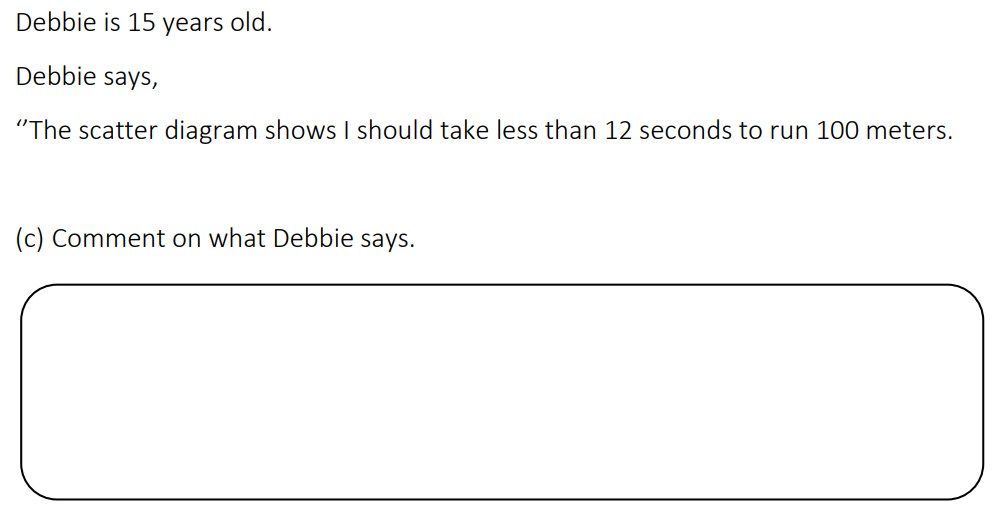 Debbie is 15 years old.
Debbie says,
‘’The scatter diagram shows I should take less than 12 seconds to run 100 meters.
(c) Comment on what Debbie says.